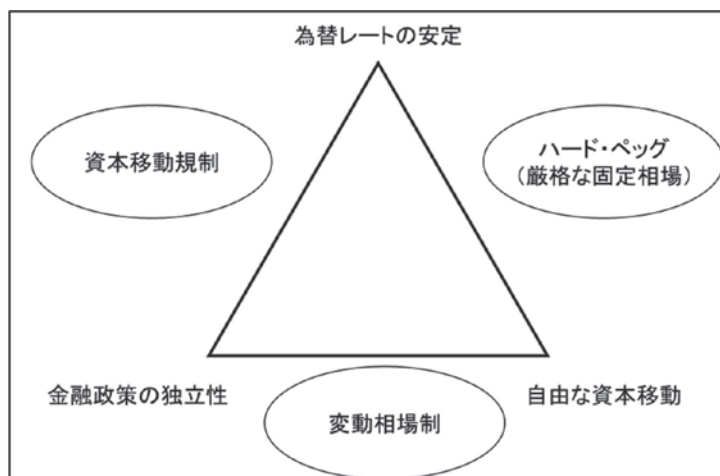 為替レートの安定
資本移動規制
ハード・ペッグ
(厳格な固定相場)
金融政策の独立性
自由な資本移動
変動相場制